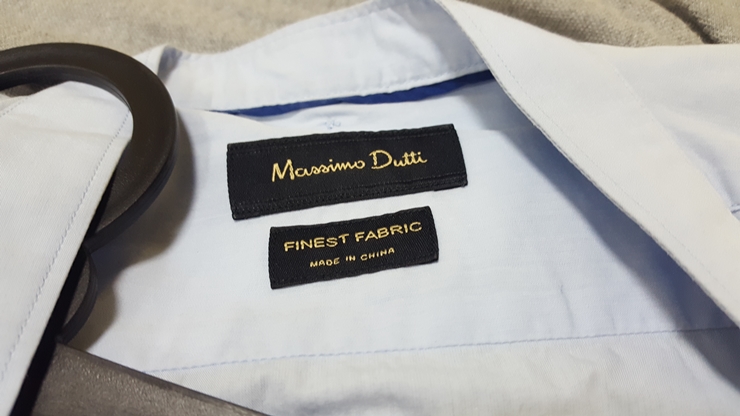 Massimo Dutti
FINEST FABRIC
MADE IN CHINA